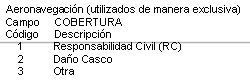 Aeronavegación (utilizados de manera exclusiva)
Campo COBERTURA
Código Descripción
1 Responsabilidad Civil (RC)
2 Daño Casco
3 Otra